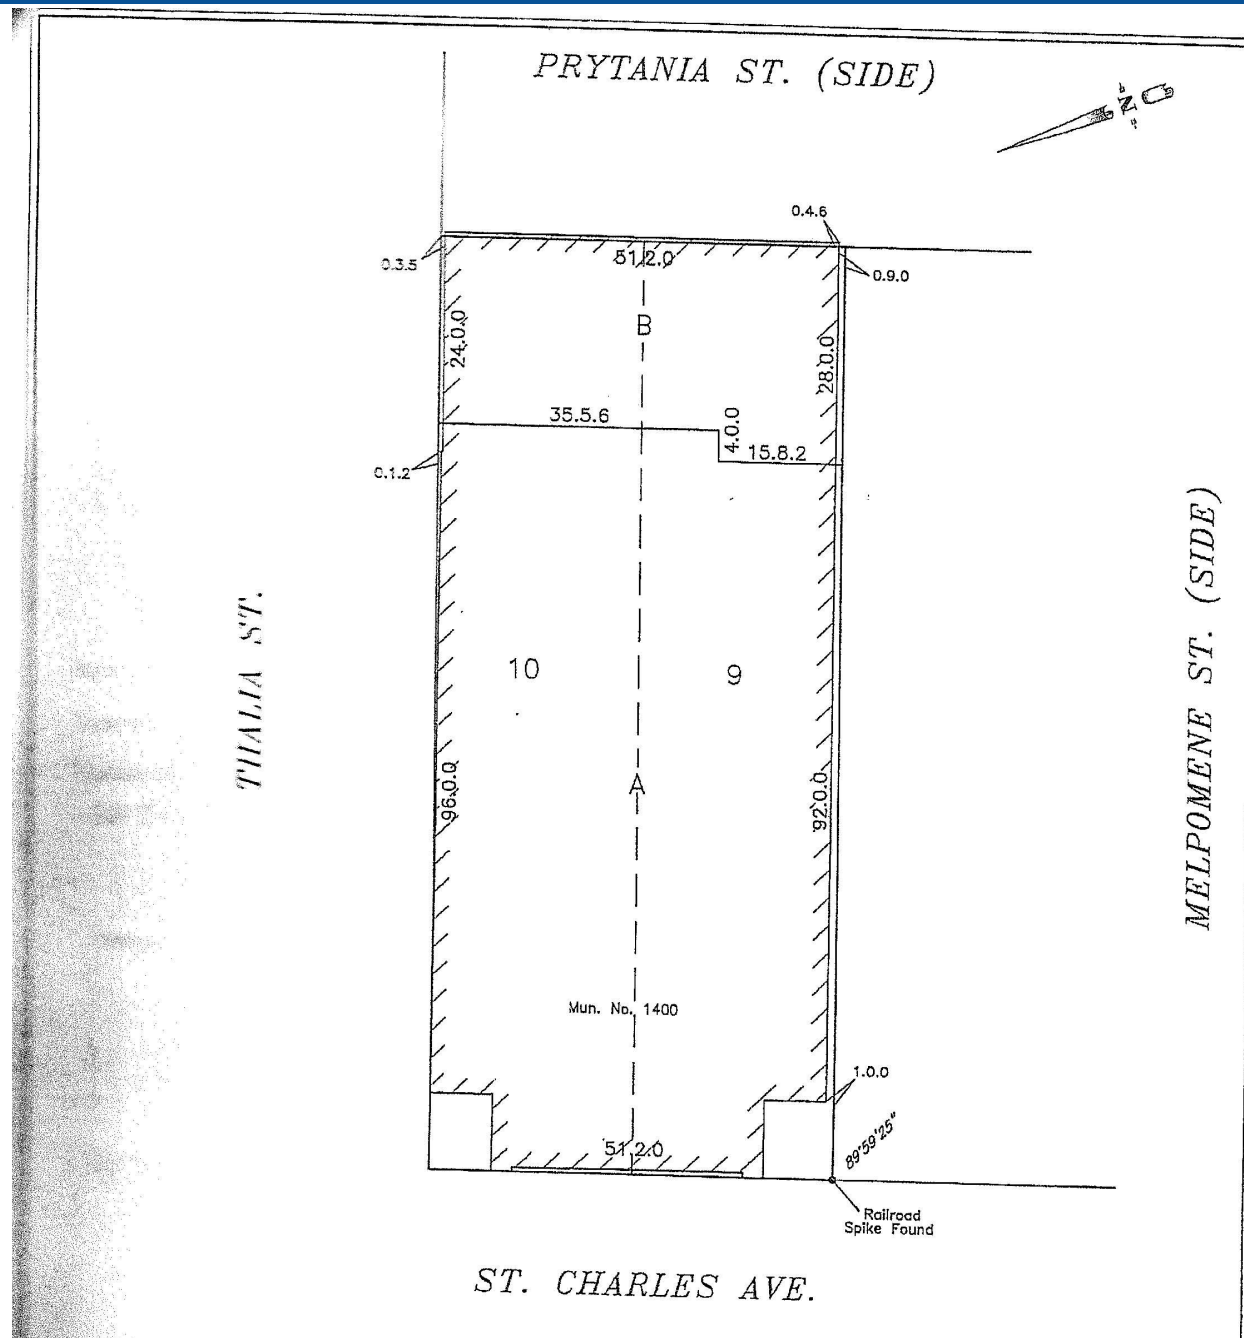 PRYTANIA ST. (SIDE)
N
0.4.6
0.3.5
51.2.0
0.9.0
B
24.0.0
28.0.0
35.5.6
4.0.0
15.8.2
0.1.2
THALIA ST.
MELPOMENE ST. (SIDE)
10
9
A
96.0.0
92.0.0
Mun. No. 1400
1.0.0
51.2.0
89°59'25"
Railroad
Spike Found
ST. CHARLES AVE.